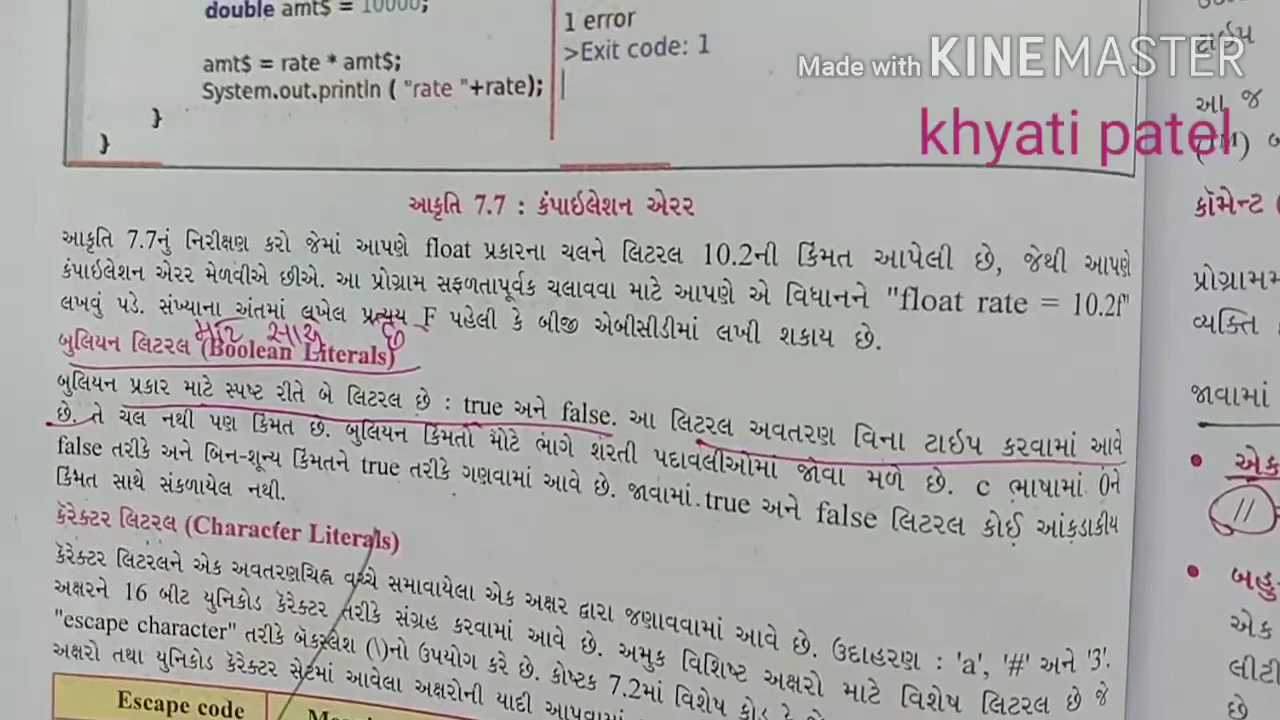 double amt$ = 10000;
amt$ = rate * amt$;
System.out.println ( "rate "+rate);
}
}
1 error
>Exit code: 1
Made with KINEMASTER
khyati patel
આકૃતિ 7.7 : કંપાઇલેશન એરર
આકૃતિ 7.7નું નિરીક્ષણ કરો જેમાં આપણે float પ્રકારના ચલને લિટરલ 10.2ની કિંમત આપેલી છે, જેથી આપણે
કંપાઇલેશન એરર મેળવીએ છીએ. આ પ્રોગ્રામ સફળતાપૂર્વક ચલાવવા માટે આપણે એ વિધાનને "float rate = 10.2f"
લખવું પડે. સંખ્યાના અંતમાં લખેલ પ્રત્યય F પહેલી કે બીજી એબીસીડીમાં લખી શકાય છે.
બુલિયન લિટરલ (Boolean Literals)
બુલિયન પ્રકાર માટે સ્પષ્ટ રીતે બે લિટરલ છે : true અને false. આ લિટરલ અવતરણ વિના ટાઈપ કરવામાં આવે
છે. તે ચલ નથી પણ કિંમત છે. બુલિયન કિંમતો મોટે ભાગે શરતી પદાવલીઓમાં જોવા મળે છે. c ભાષામાં 0ને
false તરીકે અને બિન-શૂન્ય કિંમતને true તરીકે ગણવામાં આવે છે. જાવામાં true અને false લિટરલ કોઈ આંકડાકીય
કિંમત સાથે સંકળાયેલ નથી.
કૅરેક્ટર લિટરલ (Character Literals)
કૅરેક્ટર લિટરલને એક અવતરણચિહ્ન વચ્ચે સમાવાયેલા એક અક્ષર દ્વારા જણાવવામાં આવે છે. ઉદાહરણ : 'a', '#' અને '3'.
અક્ષરને 16 બીટ યુનિકોડ કૅરેક્ટર તરીકે સંગ્રહ કરવામાં આવે છે. અમુક વિશિષ્ટ અક્ષરો માટે વિશેષ લિટરલ છે જે
"escape character" તરીકે બૅકસ્લેશ (\)નો ઉપયોગ કરે છે. કોષ્ટક 7.2માં વિશેષ કોડ
અક્ષરો તથા યુનિકોડ કૅરેક્ટર સેટમાં આવેલા અક્ષરોની યાદી
Escape code
આ જ
(TM)
કૉમેન્ટ
પ્રોગ્રામમ
વ્યક્તિ
જાવામાં
• એક
//
• બહુ
એક
લીટી
છે